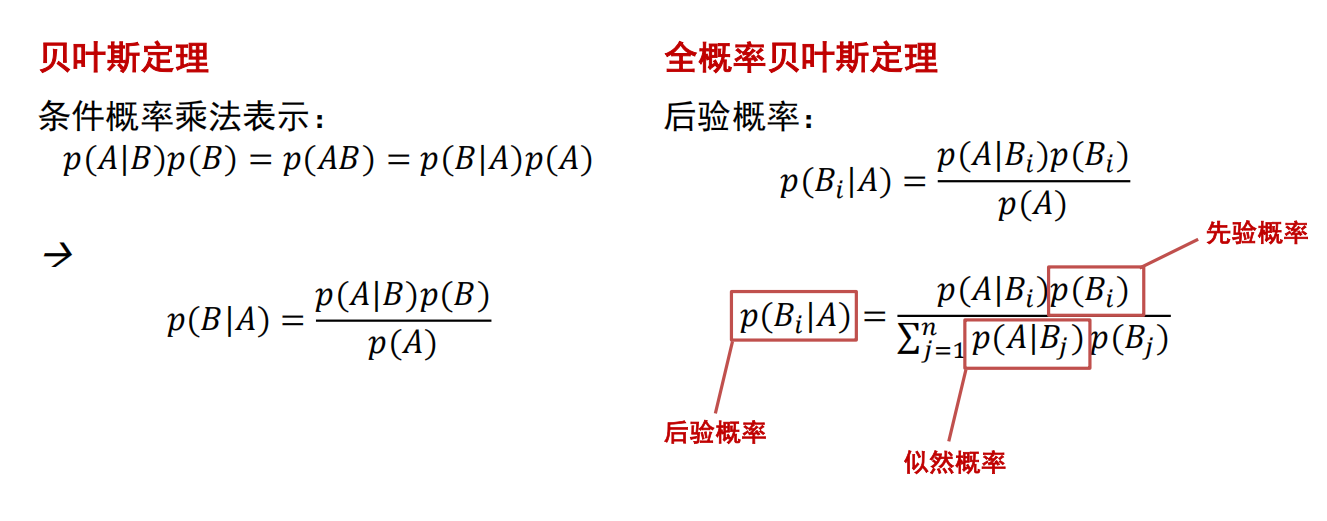 贝叶斯定理
条件概率乘法表示:
p(A|B)p(B) = p(AB) = p(B|A)p(A)
→
p(B|A) = \frac{p(A|B)p(B)}{p(A)}
全概率贝叶斯定理
后验概率:
p(B_i|A) = \frac{p(A|B_i)p(B_i)}{p(A)}
先验概率
p(B_i|A) = \frac{p(A|B_i)p(B_i)}{\sum_{j=1}^{n} p(A|B_j)p(B_j)}
后验概率
似然概率